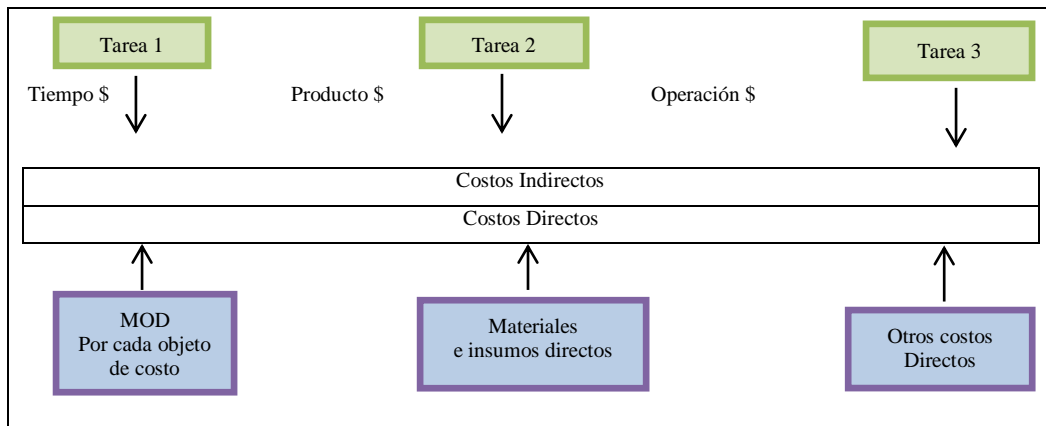 Tarea 1
Tarea 2
Tarea 3
Tiempo $
Producto $
Operación $
Costos Indirectos
Costos Directos
MOD
Por cada objeto
de costo
Materiales
e insumos directos
Otros costos
Directos